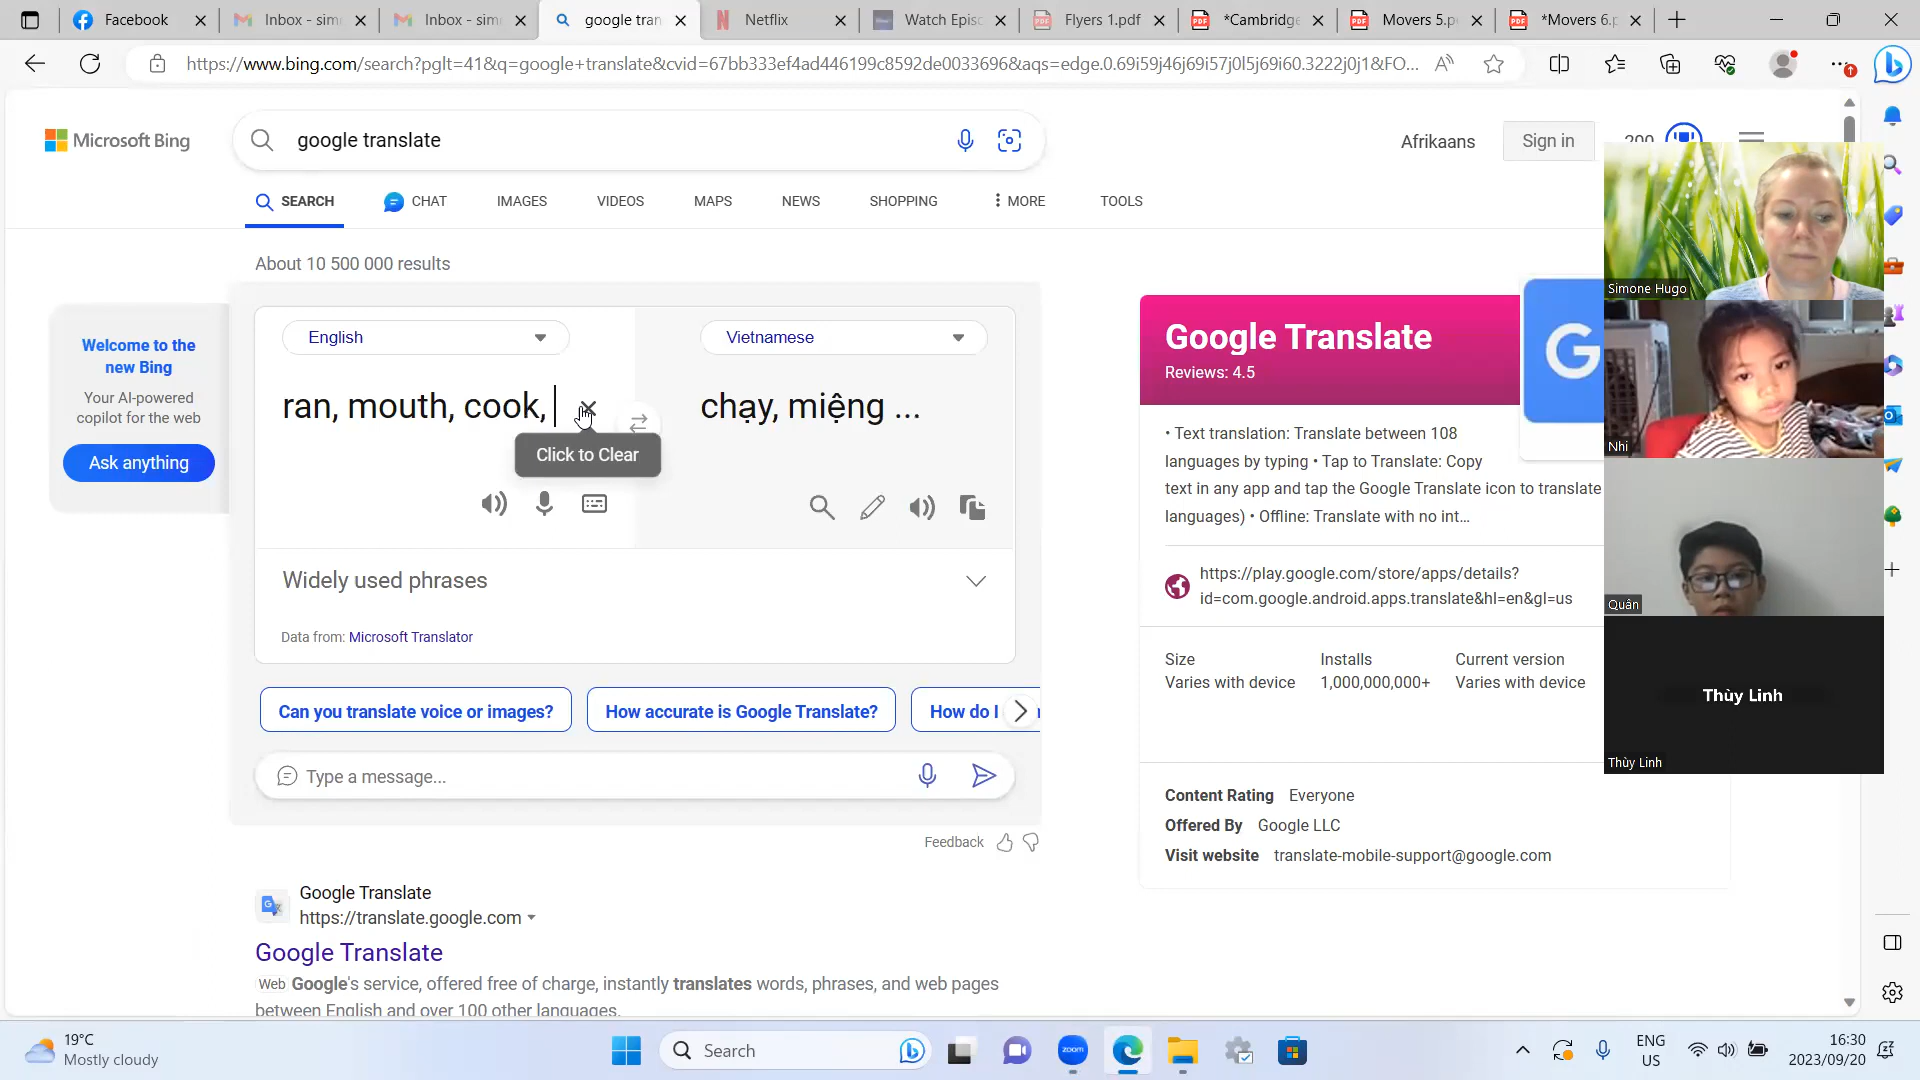 Facebook
Inbox - sim
Inbox - sim
google tran
Netflix
Watch Epis
Flyers 1.pdf
*Cambridge
Movers 5.p
*Movers 6.p
https://www.bing.com/search?pglt=41&q=google+translate&cvid=67bb333ef4ad446199c8592de0033696&aqs=edge.0.69i59j46j69i57j0l5j69i60.3222j0j1&FO...
Microsoft Bing
google translate
Afrikaans
Sign in
200
SEARCH
CHAT
IMAGES
VIDEOS
MAPS
NEWS
SHOPPING
MORE
TOOLS
About 10 500 000 results
Welcome to the
new Bing
Your AI-powered
copilot for the web
Ask anything
English
Vietnamese
ran, mouth, cook,
chạy, miệng ...
Click to Clear
Widely used phrases
Data from: Microsoft Translator
Can you translate voice or images?
How accurate is Google Translate?
How do I
Type a message...
Feedback
Google Translate
https://translate.google.com
Google Translate
Web Google's service, offered free of charge, instantly translates words, phrases, and web pages
between English and over 100 other languages.
Google Translate
Reviews: 4.5
G
• Text translation: Translate between 108
languages by typing • Tap to Translate: Copy
text in any app and tap the Google Translate icon to translate
languages) • Offline: Translate with no int...
https://play.google.com/store/apps/details?
id=com.google.android.apps.translate&hl=en&gl=us
Size
Varies with device
Installs
1,000,000,000+
Current version
Varies with device
Content Rating Everyone
Offered By Google LLC
Visit website translate-mobile-support@google.com
Simone Hugo
Nhi
Quân
Thùy Linh
Thùy Linh
19°C
Mostly cloudy
Search
zoom
ENG
US
16:30
2023/09/20